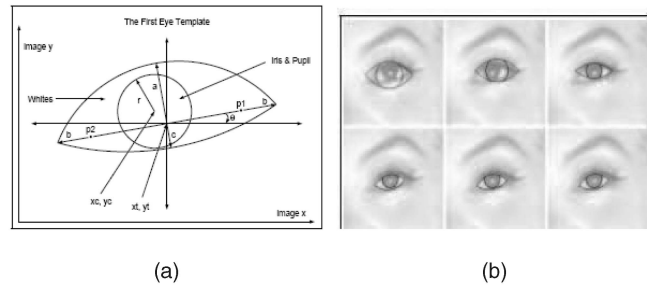 The First Eye Template
Image y
Iris & Pupil
Whites
a
r
p1
b
θ
p2
b
c
xc, yc
xt, yt
Image x
(a)
(b)